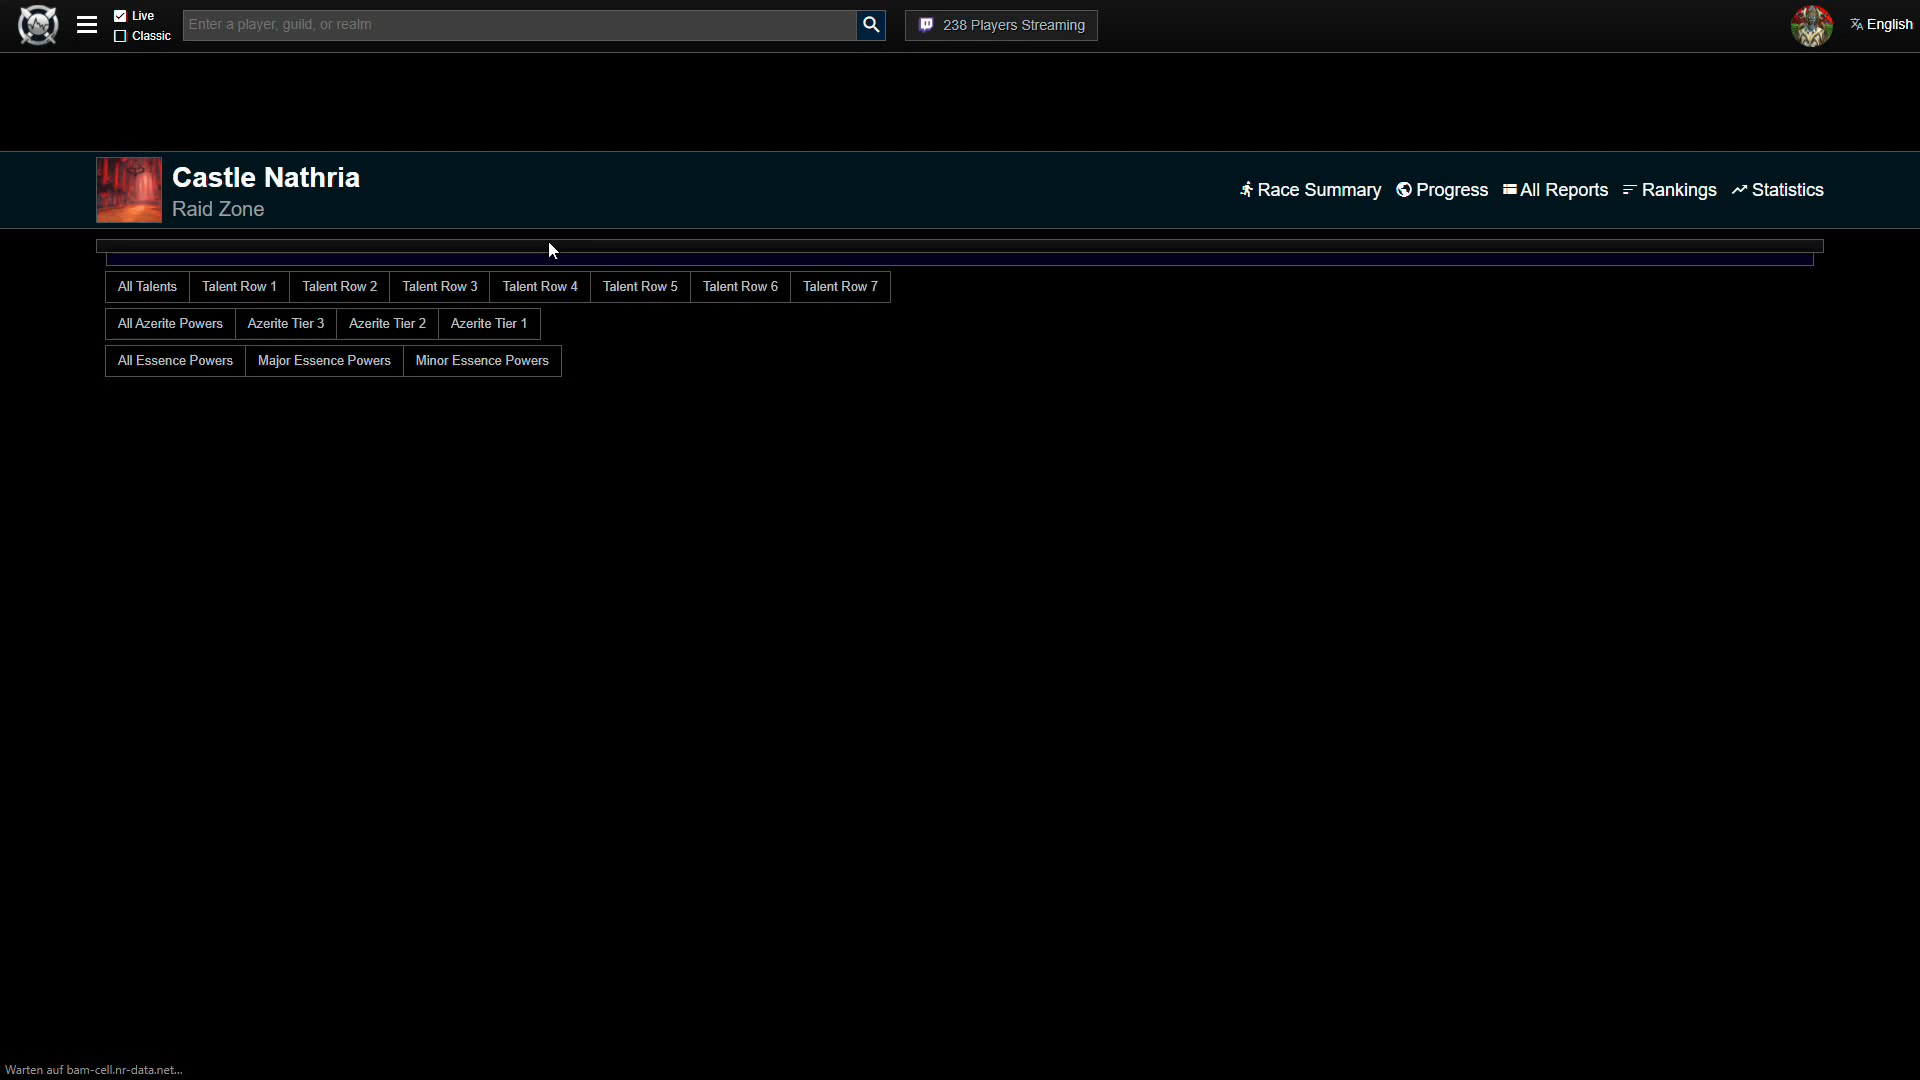 Live
Classic
Enter a player, guild, or realm
238 Players Streaming
English
Castle Nathria
Raid Zone
Race Summary Progress All Reports Rankings Statistics
All Talents Talent Row 1 Talent Row 2 Talent Row 3 Talent Row 4 Talent Row 5 Talent Row 6 Talent Row 7
All Azerite Powers Azerite Tier 3 Azerite Tier 2 Azerite Tier 1
All Essence Powers Major Essence Powers Minor Essence Powers
Warten auf bam-cell.nr-data.net...